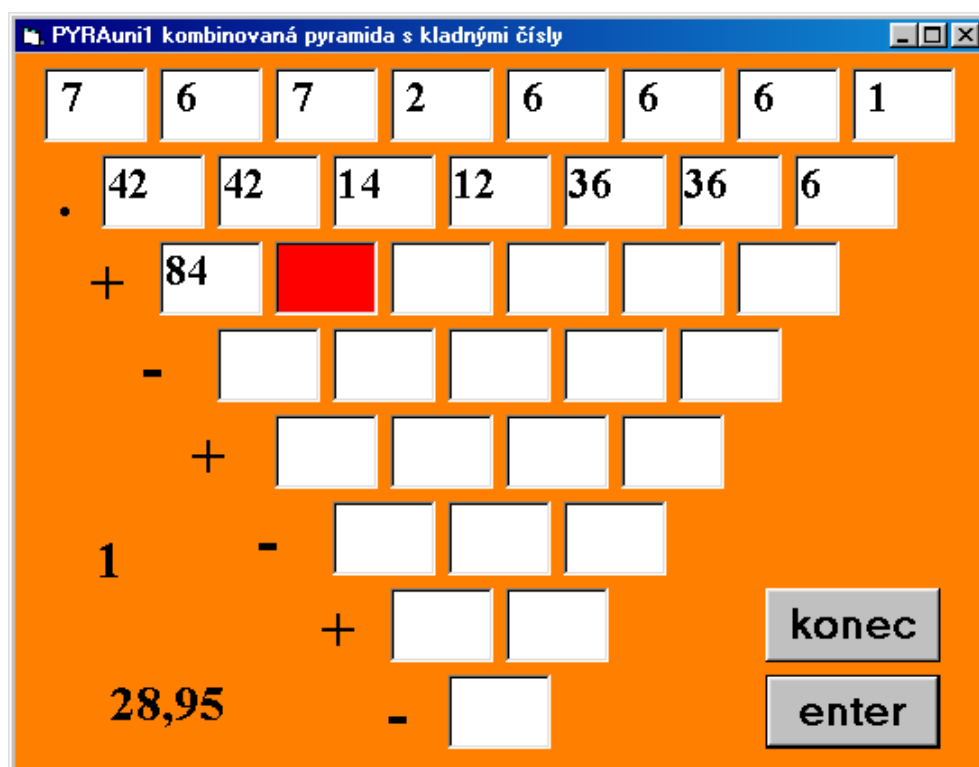 PYRAuni1 kombinovaná pyramida s kladnými čísly
7 6 7 2 6 6 6 1
. 42 42 14 12 36 36 6
+ 84
-
+
1 -
+ konec
28,95 - enter